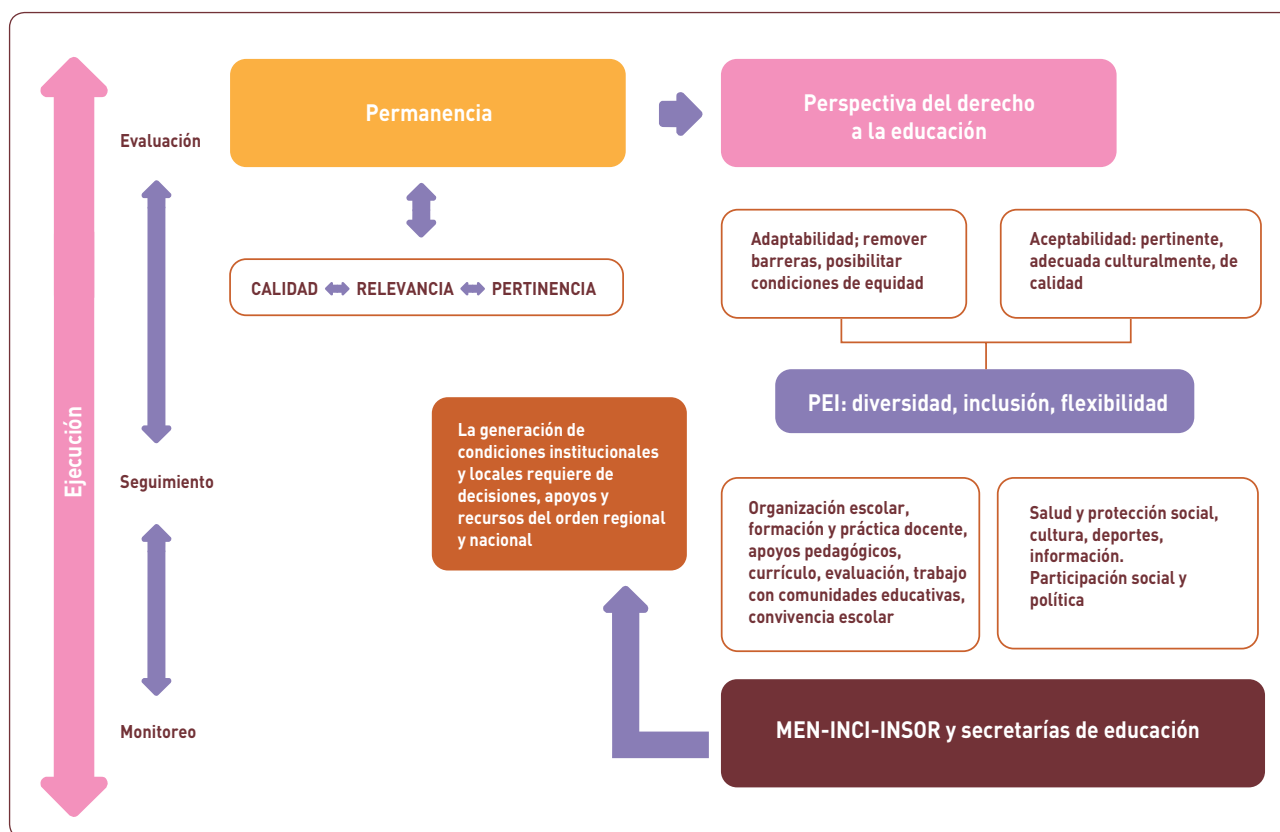 Ejecución
Evaluación
Seguimiento
Monitoreo
Permanencia
CALIDAD RELEVANCIA PERTINENCIA
Perspectiva del derecho
a la educación
Adaptabilidad; remover
barreras, posibilitar
condiciones de equidad
Aceptabilidad: pertinente,
adecuada culturalmente, de
calidad
PEI: diversidad, inclusión, flexibilidad
La generación de
condiciones institucionales
y locales requiere de
decisiones, apoyos y
recursos del orden regional
y nacional
Organización escolar,
formación y práctica docente,
apoyos pedagógicos,
currículo, evaluación, trabajo
con comunidades educativas,
convivencia escolar
Salud y protección social,
cultura, deportes,
información.
Participación social y
política
MEN-INCI-INSOR y secretarías de educación